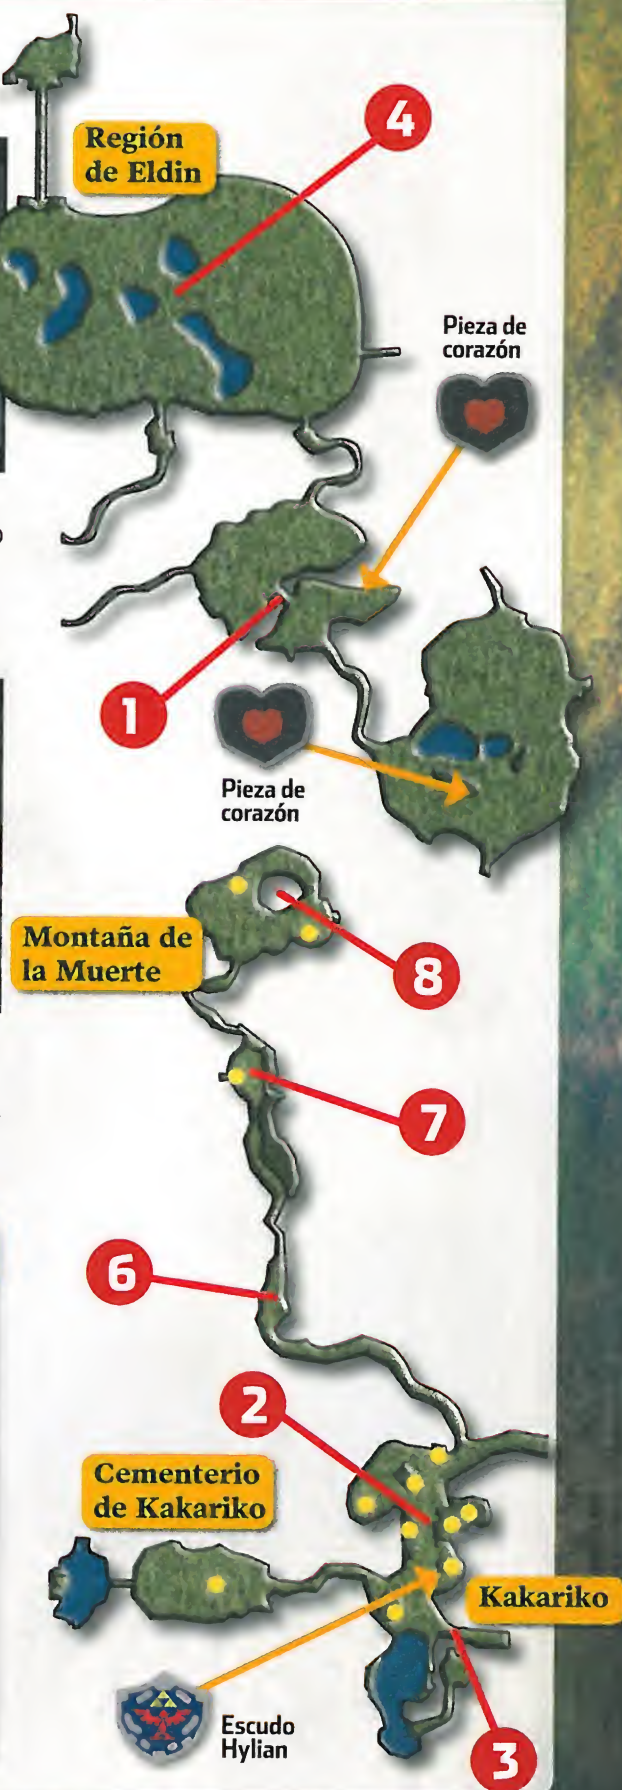 4
Región
de Eldin
Pieza de
corazón
1
Pieza de
corazón
Montaña de
la Muerte
8
7
6
2
Cementerio
de Kakariko
Kakariko
Escudo
Hylian
3